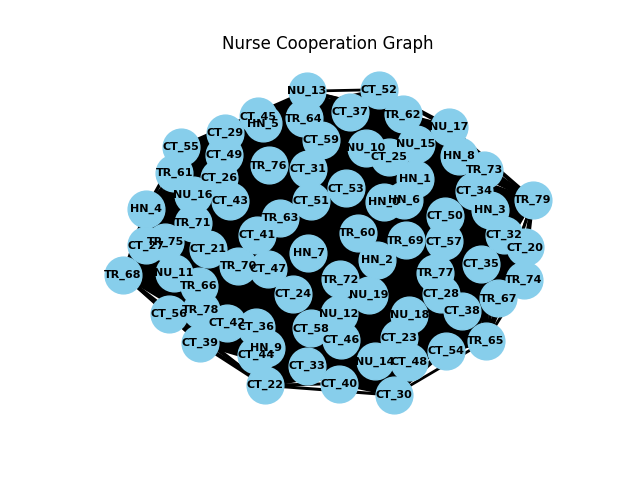 Nurse Cooperation Graph
NU_13
CT_52
CT_45
HN_5
TR_64
CT_37
TR_62
NU_17
CT_29
CT_59
NU_15
CT_55
CT_49
NU_10
CT_25
HN_8
TR_61
CT_26
TR_76
CT_31
HN_1
TR_73
NU_16
CT_43
CT_51
CT_53
HN_6
CT_34
TR_79
HN_4
TR_71
TR_63
CT_50
HN_3
CT_27
TR_75
CT_21
CT_41
HN_7
TR_60
TR_69
CT_57
CT_32
CT_20
TR_68
NU_11
TR_70
CT_47
HN_2
TR_77
CT_35
TR_74
TR_66
CT_24
TR_72
NU_19
CT_28
TR_67
CT_56
TR_78
CT_42
CT_36
CT_58
NU_12
NU_18
CT_38
CT_39
CT_44
HN_9
CT_46
CT_23
CT_54
TR_65
CT_22
CT_33
CT_40
NU_14
CT_48
CT_30